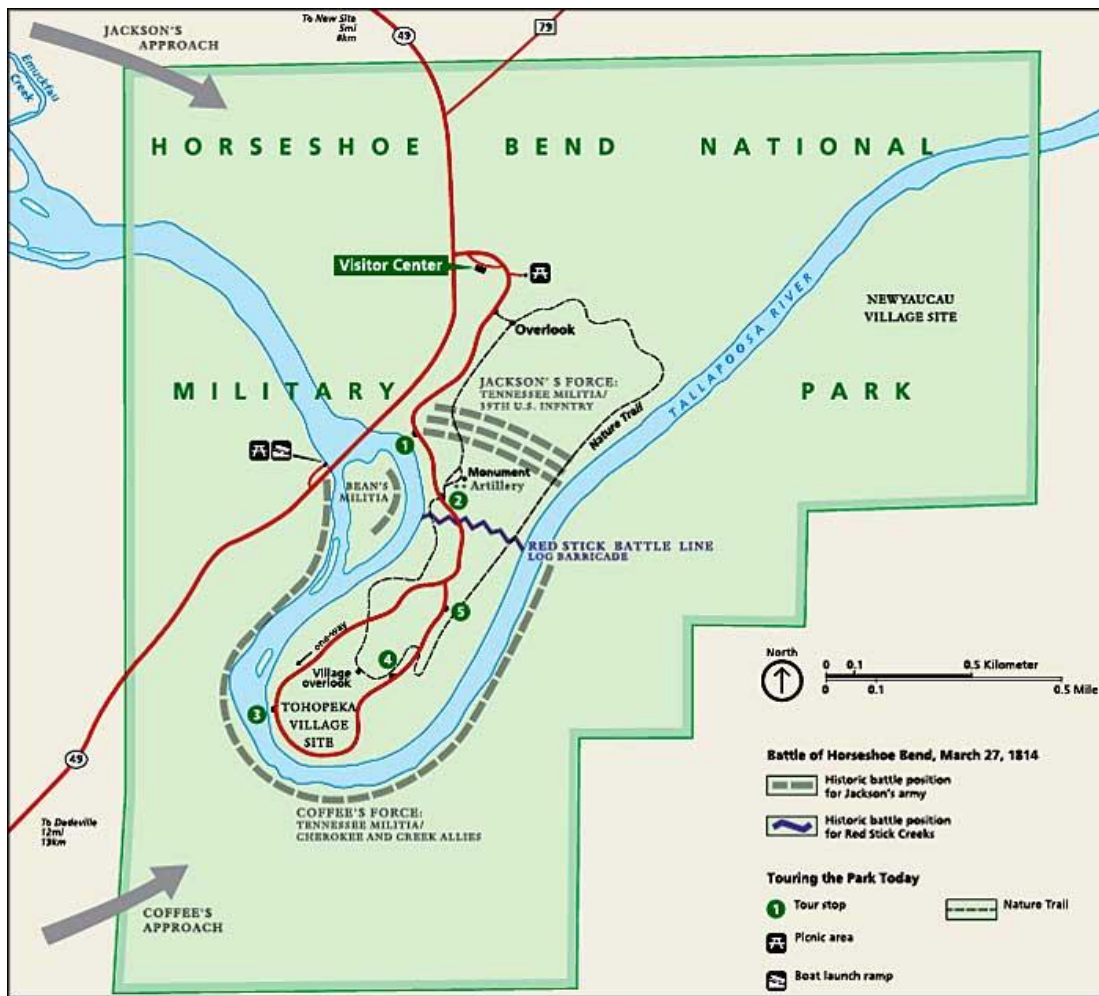 JACKSON'S
APPROACH
To New Site
5mi
8km
49
79
Emuckfau
Creek
HORSESHOE BEND NATIONAL
Visitor Center
TALLAPOOSA RIVER
NEWYAUCAU
VILLAGE SITE
Overlook
MILITARY PARK
JACKSON'S FORCE:
TENNESSEE MILITIA/
39TH U.S. INFNTRY
Nature Trail
1
Monument
Artillery
BEAN'S
MILITIA
2
RED STICK BATTLE LINE
LOG BARRICADE
5
one-way
4
Village
overlook
3
TOHOPEKA
VILLAGE
SITE
North
0 0.1 0.5 Kilometer
0 0.1 0.5 Mile
49
To Dadeville
12mi
19km
COFFEE'S FORCE:
TENNESSEE MILITIA/
CHEROKEE AND CREEK ALLIES
COFFEE'S
APPROACH
Battle of Horseshoe Bend, March 27, 1814
Historic battle position
for Jackson's army
Historic battle position
for Red Stick Creeks
Touring the Park Today
1 Tour stop
Nature Trail
Picnic area
Boat launch ramp